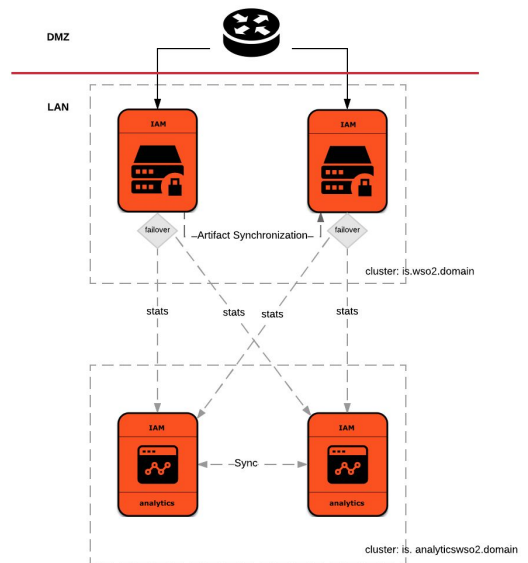 DMZ
LAN
IAM
IAM
failover
failover
Artifact Synchronization
cluster: is.wso2.domain
stats
stats
stats
stats
IAM
IAM
Sync
analytics
analytics
cluster: is. analyticswso2.domain